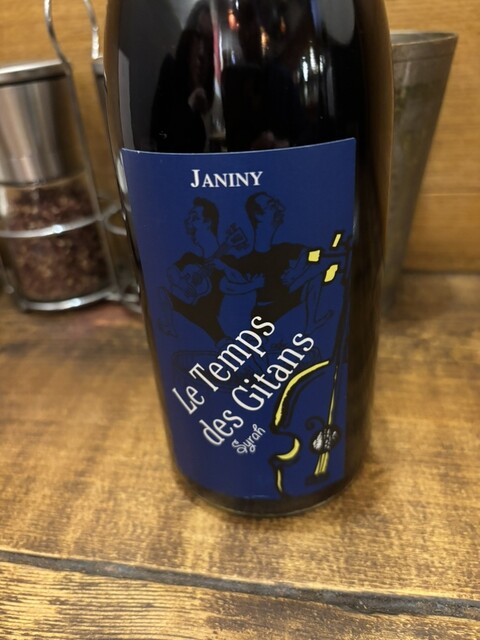 JANINY
Le Temps
des Gitans
Syrah